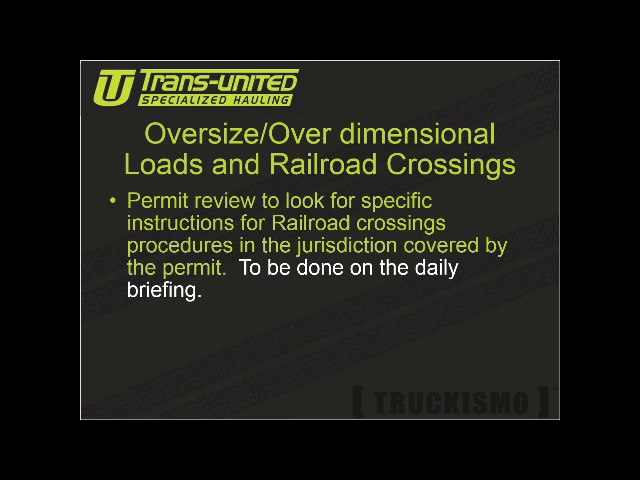 TRANS-UNITED
SPECIALIZED HAULING
Oversize/Over dimensional
Loads and Railroad Crossings
• Permit review to look for specific
instructions for Railroad crossings
procedures in the jurisdiction covered by
the permit. To be done on the daily
briefing.
[ TRUCKISMO ]